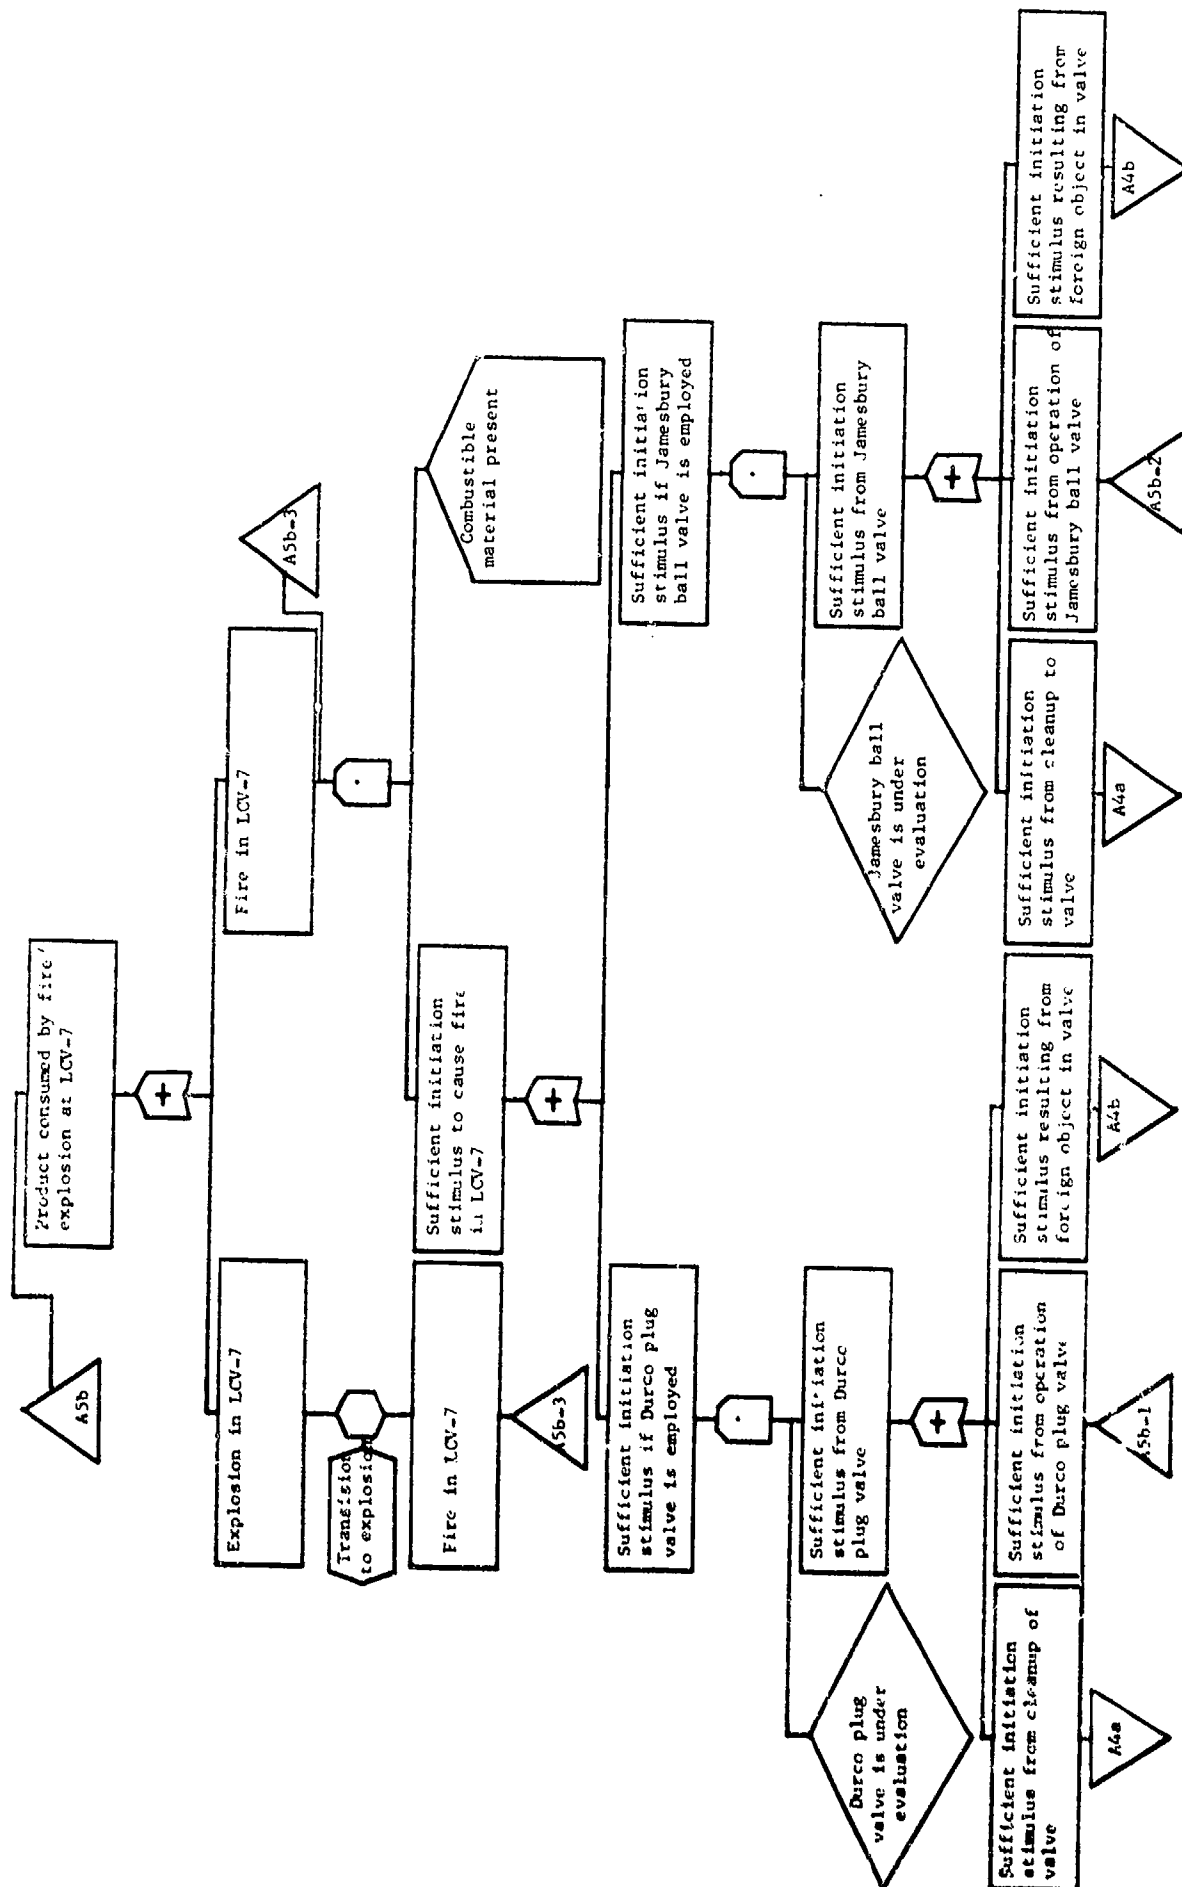 A5b
Product consumed by fire
explosion at LCV-7
+
Explosion in LCV-7
Fire in LCV-7
A5b-3
Transision
to explosion
Fire in LCV-7
A5b-3
Sufficient initiation
stimulus to cause fire
in LCV-7
Combustible
material present
+
Sufficient initiation
stimulus if Durco plug
valve is employed
Sufficient initiation
stimulus if Jamesbury
ball valve is employed
Durco plug
valve is under
evaluation
Sufficient initiation
stimulus from Durco
plug valve
Jamesbury ball
valve is under
evaluation
Sufficient initiation
stimulus from Jamesbury
ball valve
+
+
Sufficient initiation
stimulus from cleanup of
valve
A4a
Sufficient initiation
stimulus from operation
of Durco plug valve
A5b-1
Sufficient initiation
stimulus resulting from
foreign object in valve
A4b
Sufficient initiation
stimulus from cleanup to
valve
A4a
Sufficient initiation
stimulus from operation of
Jamesbury ball valve
A5b-2
Sufficient initiation
stimulus resulting from
foreign object in valve
A4b